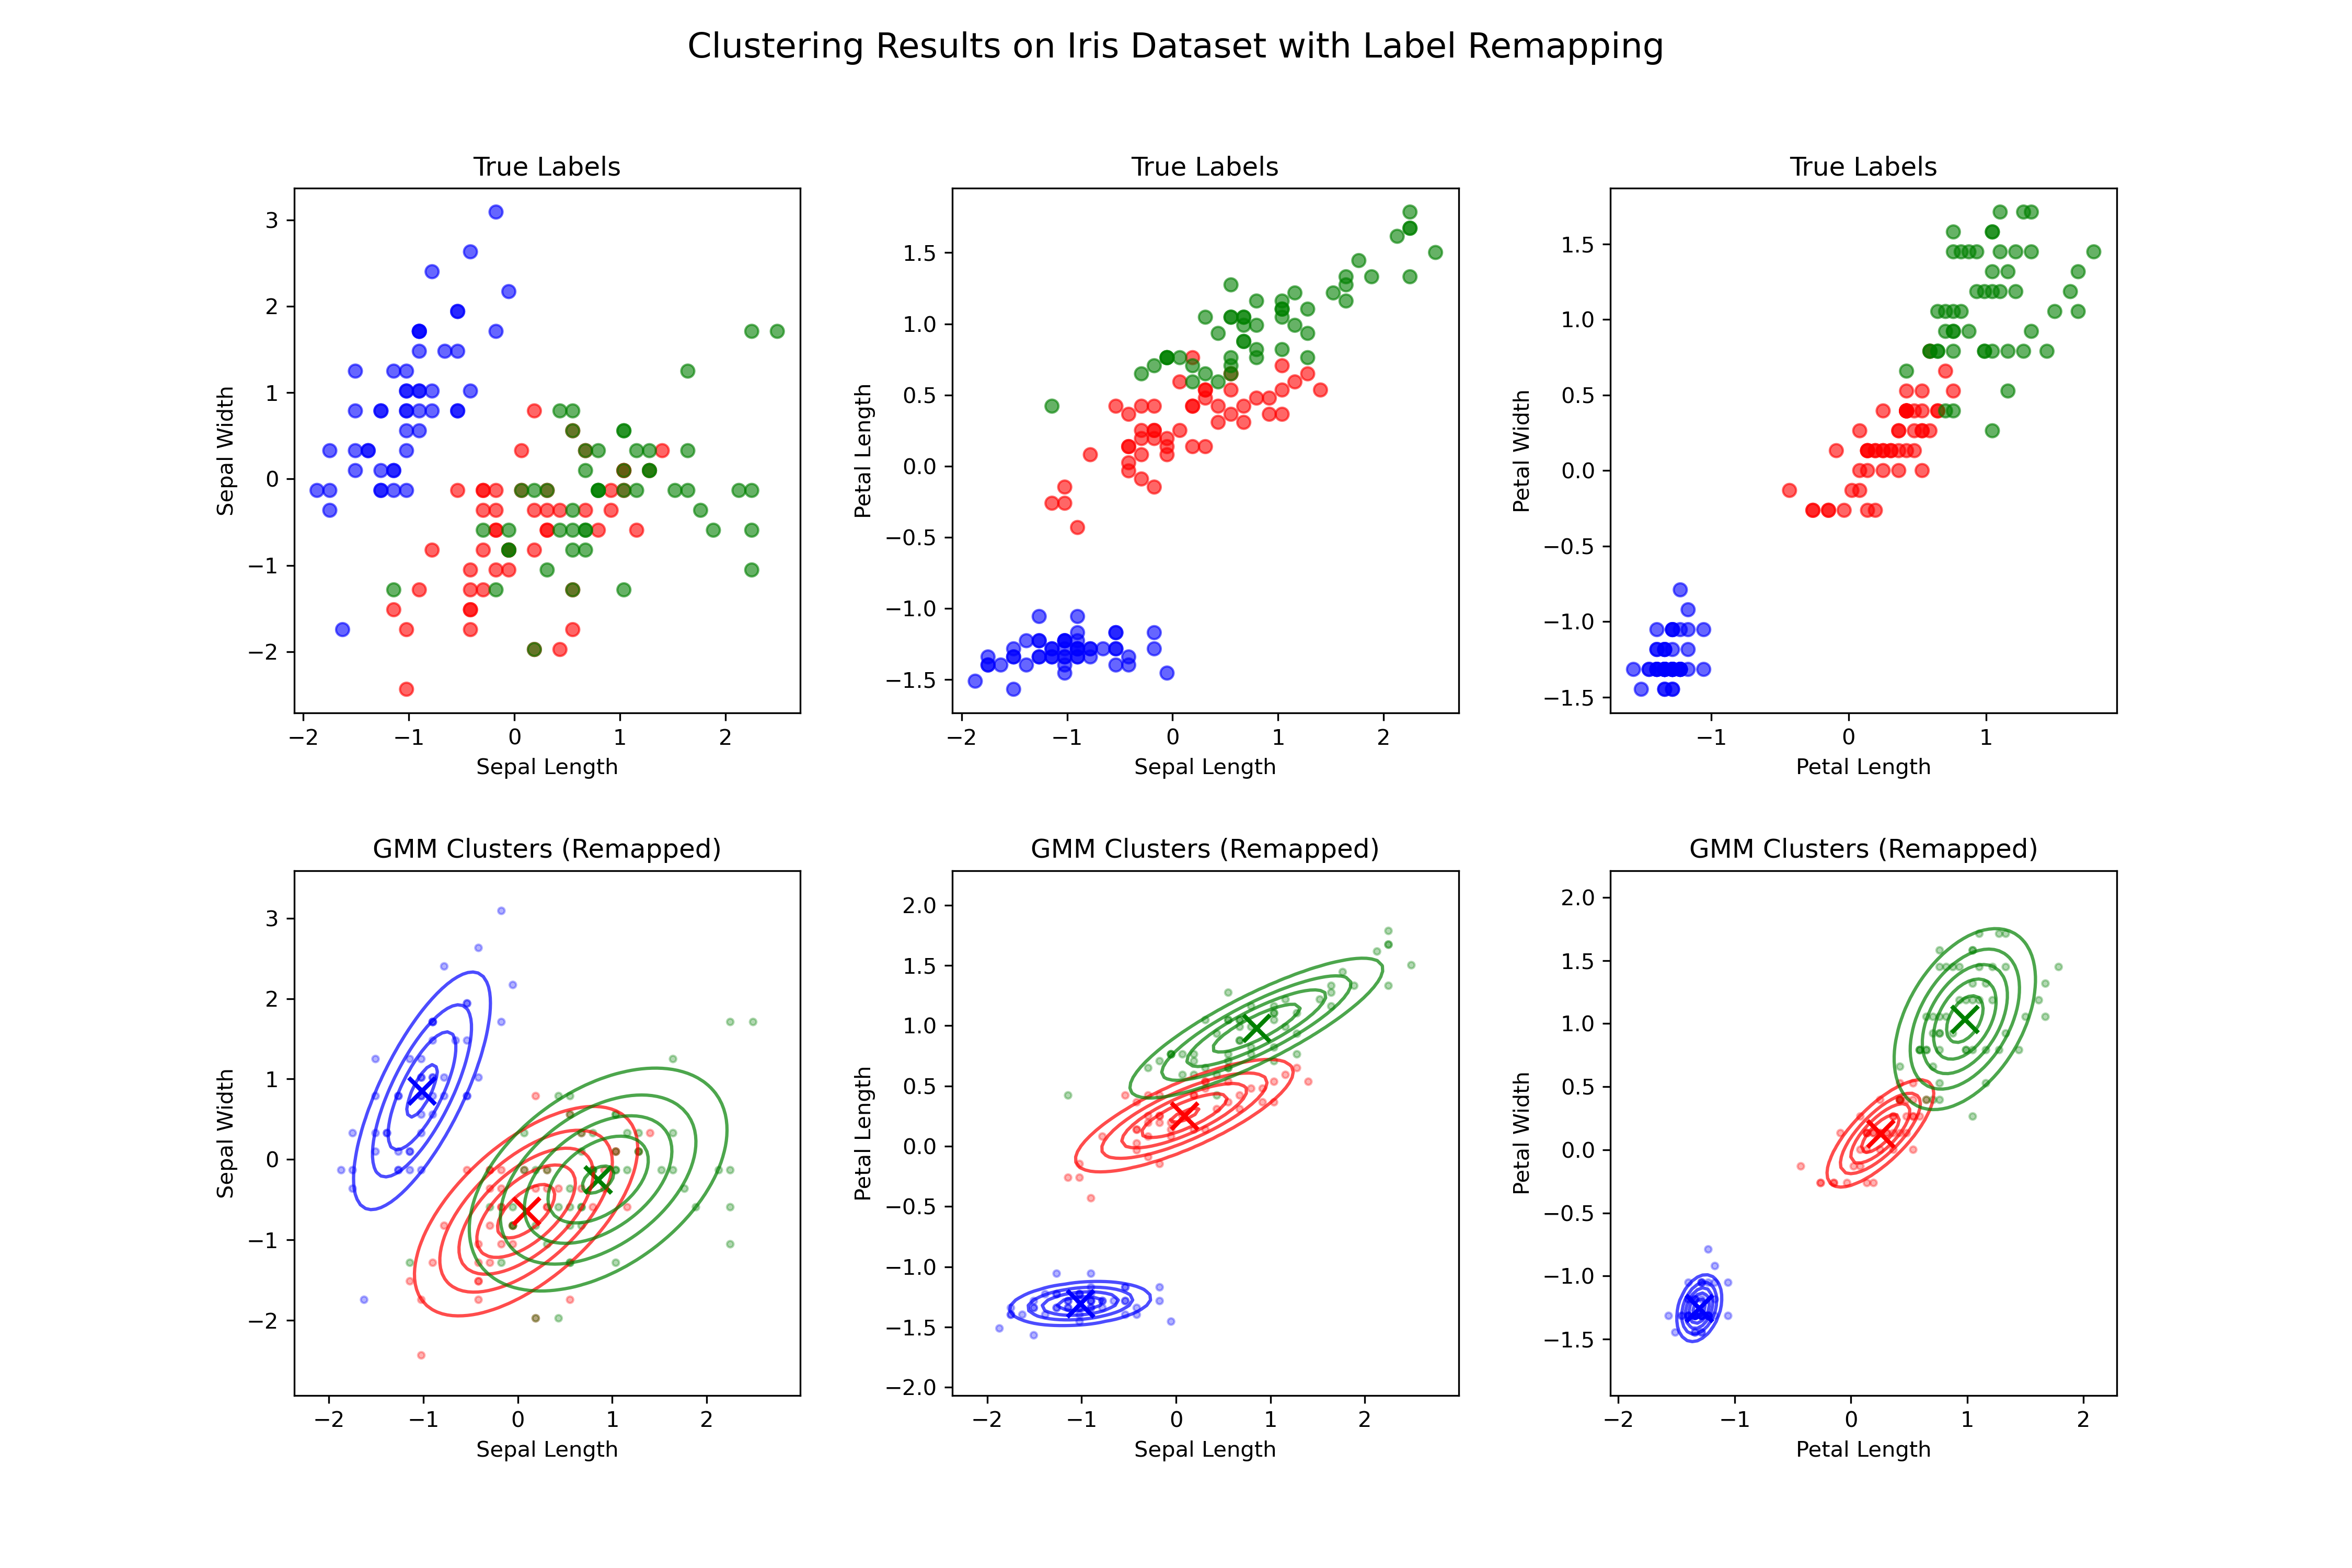 Clustering Results on Iris Dataset with Label Remapping
True Labels
3
2
1
0
−1
−2
Sepal Width
−2 −1 0 1 2
Sepal Length
True Labels
1.5
1.0
0.5
0.0
−0.5
−1.0
−1.5
Petal Length
−2 −1 0 1 2
Sepal Length
True Labels
1.5
1.0
0.5
0.0
−0.5
−1.0
−1.5
Petal Width
−1 0 1
Petal Length
GMM Clusters (Remapped)
3
2
1
0
−1
−2
Sepal Width
−2 −1 0 1 2
Sepal Length
GMM Clusters (Remapped)
2.0
1.5
1.0
0.5
0.0
−0.5
−1.0
−1.5
−2.0
Petal Length
−2 −1 0 1 2
Sepal Length
GMM Clusters (Remapped)
2.0
1.5
1.0
0.5
0.0
−0.5
−1.0
−1.5
Petal Width
−2 −1 0 1 2
Petal Length